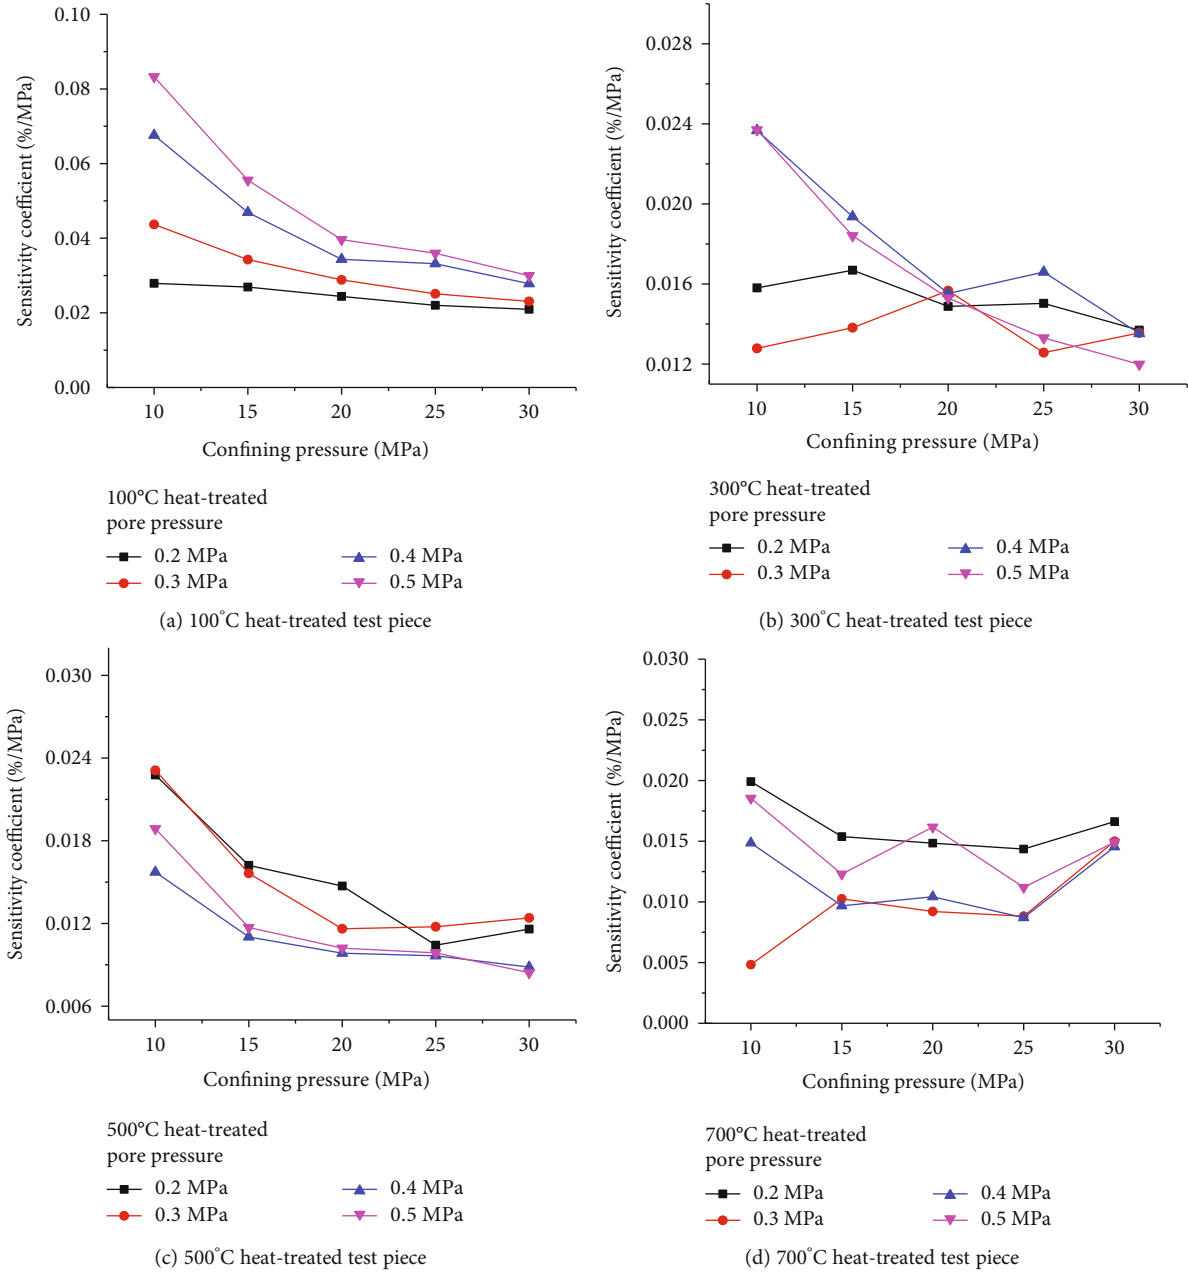 0.10
0.08
0.06
0.04
0.02
0.00
Sensitivity coefficient (%/MPa)
10 15 20 25 30
Confining pressure (MPa)
100°C heat-treated
pore pressure
0.2 MPa 0.4 MPa
0.3 MPa 0.5 MPa
(a) 100°C heat-treated test piece
0.028
0.024
0.020
0.016
0.012
Sensitivity coefficient (%/MPa)
10 15 20 25 30
Confining pressure (MPa)
300°C heat-treated
pore pressure
0.2 MPa 0.4 MPa
0.3 MPa 0.5 MPa
(b) 300°C heat-treated test piece
0.030
0.024
0.018
0.012
0.006
Sensitivity coefficient (%/MPa)
10 15 20 25 30
Confining pressure (MPa)
500°C heat-treated
pore pressure
0.2 MPa 0.4 MPa
0.3 MPa 0.5 MPa
(c) 500°C heat-treated test piece
0.030
0.025
0.020
0.015
0.010
0.005
0.000
Sensitivity coefficient (%/MPa)
10 15 20 25 30
Confining pressure (MPa)
700°C heat-treated
pore pressure
0.2 MPa 0.4 MPa
0.3 MPa 0.5 MPa
(d) 700°C heat-treated test piece